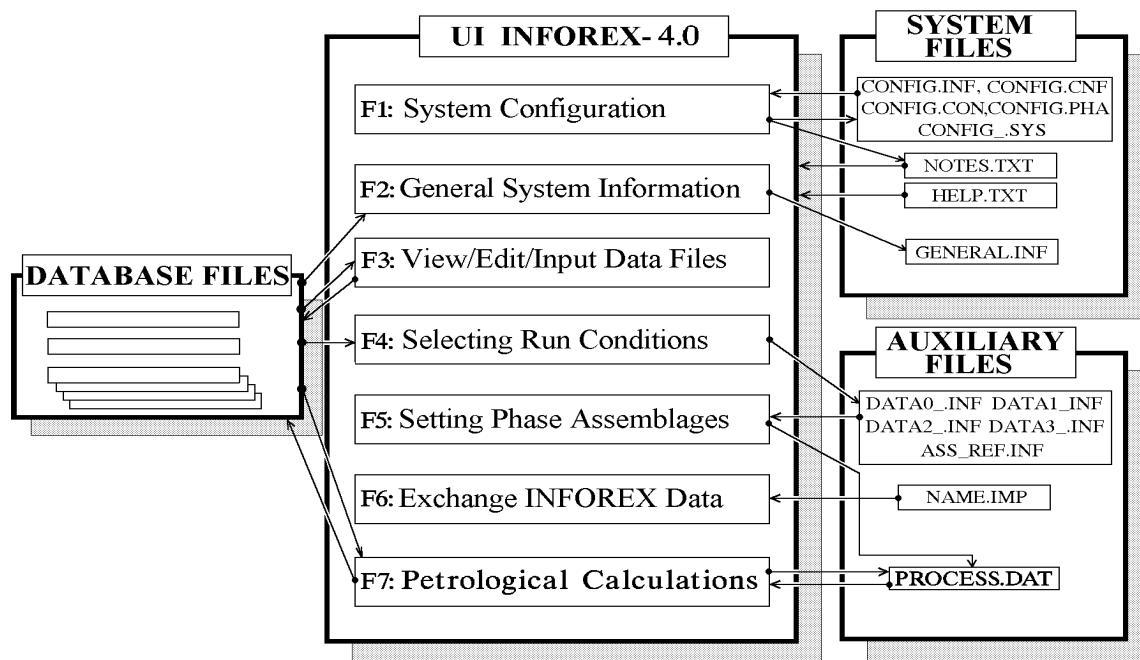 UI INFOREX- 4.0
F1: System Configuration
F2: General System Information
F3: View/Edit/Input Data Files
F4: Selecting Run Conditions
F5: Setting Phase Assemblages
F6: Exchange INFOREX Data
F7: Petrological Calculations
DATABASE FILES
SYSTEM
FILES
CONFIG.INF, CONFIG.CNF
CONFIG.CON,CONFIG.PHA
CONFIG_.SYS
NOTES.TXT
HELP.TXT
GENERAL.INF
AUXILIARY
FILES
DATA0_.INF DATA1_INF
DATA2_.INF DATA3_.INF
ASS_REF.INF
NAME.IMP
PROCESS.DAT